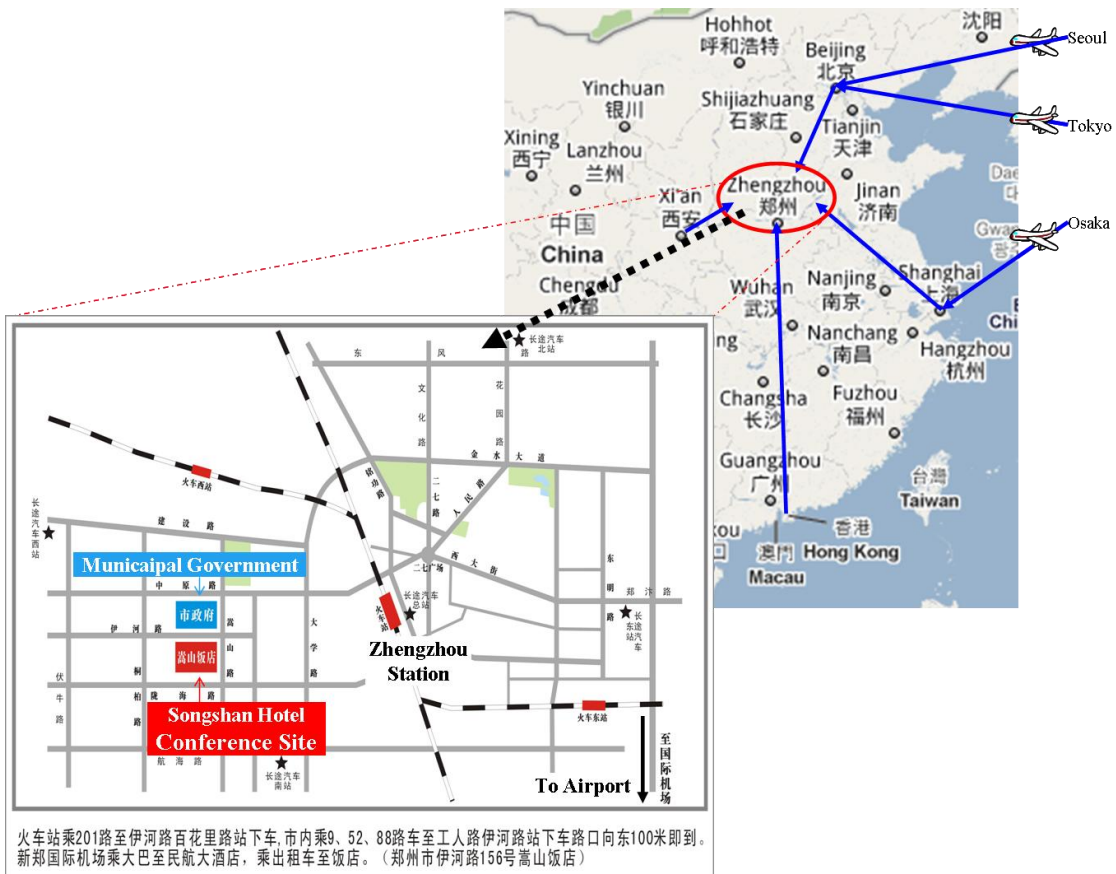 Hohhot
呼和浩特
沈阳
Seoul
Beijing
北京
Yinchuan
银川
Shijiazhuang
石家庄
Tianjin
天津
Tokyo
Xining
西宁
Lanzhou
兰州
Zhengzhou
郑州
Jinan
济南
Xi'an
西安
中国
China
Chengdu
成都
Osaka
Nanjing
南京
Shanghai
上海
Wuhan
武汉
Nanchang
南昌
Hangzhou
杭州
Changsha
长沙
Fuzhou
福州
Guangzhou
广州
台灣
Taiwan
香港
Hong Kong
澳門
Macau
长途汽车
北站
东风路
文化路
花园路
金水大道
火车西站
铭功路
二七路
人民路
长途汽车西站
建设路
西大街
二七广场
Municaipal Government
中原路
东明路
郑汴路
长途汽车
总站
火车站
长途汽车东站
市政府
伊河路
嵩山路
大学路
Zhengzhou
Station
嵩山饭店
伏牛路
桐柏路
陇海路
Songshan Hotel
Conference Site
火车东站
航海路
长途汽车
南站
To Airport
至国际机场
火车站乘201路至伊河路百花里路站下车,市内乘9、52、88路车至工人路伊河路站下车路口向东100米即到。
新郑国际机场乘大巴至民航大酒店，乘出租车至饭店。（郑州市伊河路156号嵩山饭店）